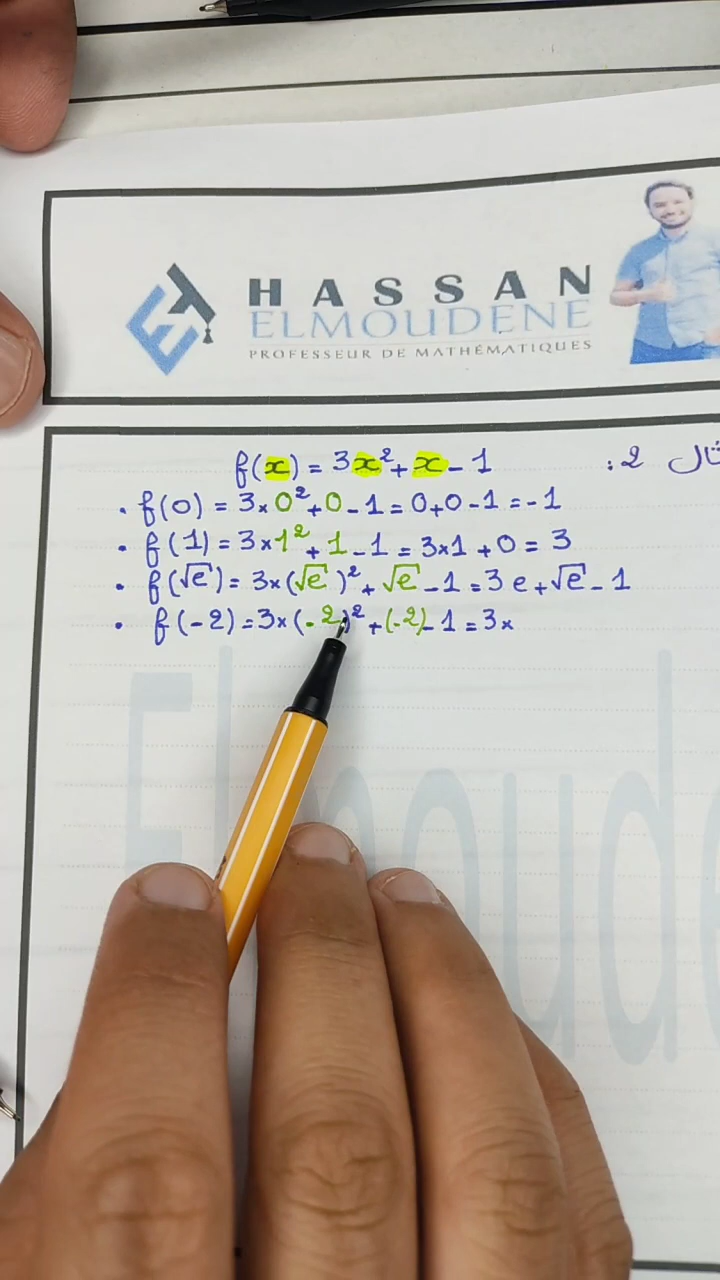 HASSAN
ELMOUDENE
PROFESSEUR DE MATHÉMATIQUES
2 :
f(x) = 3x² + x - 1
. f(0) = 3×0² + 0 - 1 = 0 + 0 - 1 = -1
. f(1) = 3×1² + 1 - 1 = 3×1 + 0 = 3
. f(√e) = 3×(√e)² + √e - 1 = 3e + √e - 1
. f(-2) = 3×(-2)² + (-2) - 1 = 3×